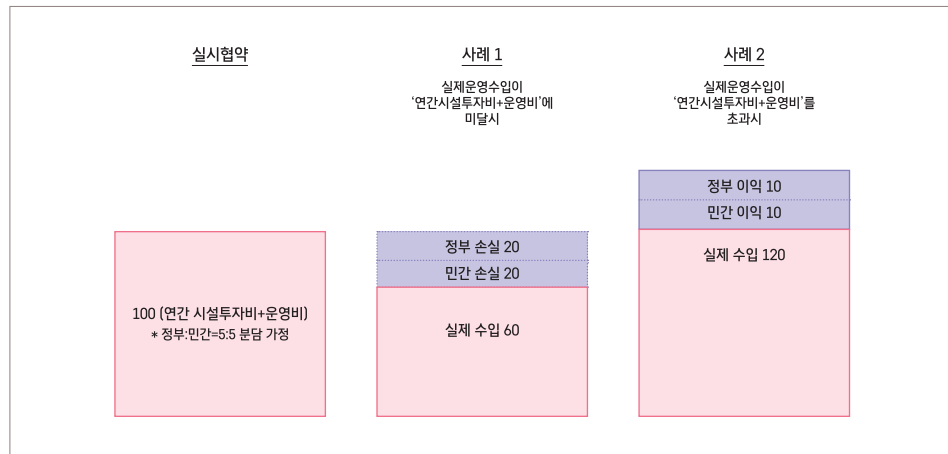 실시협약
100 (연간 시설투자비+운영비)
* 정부:민간=5:5 분담 가정
사례 1
실제운영수입이
‘연간시설투자비+운영비’에
미달시
정부 손실 20
민간 손실 20
실제 수입 60
사례 2
실제운영수입이
‘연간시설투자비+운영비’를
초과시
정부 이익 10
민간 이익 10
실제 수입 120